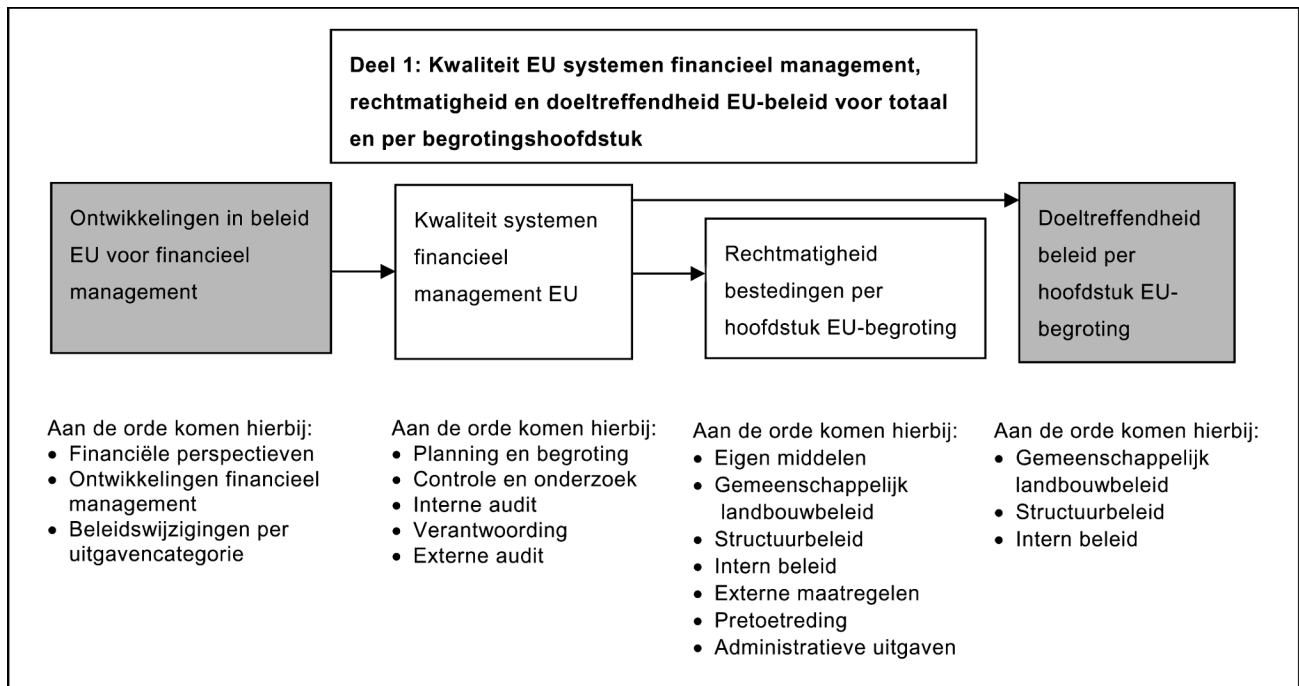 Deel 1: Kwaliteit EU systemen financieel management,
rechtmatigheid en doeltreffendheid EU-beleid voor totaal
en per begrotingshoofdstuk
Ontwikkelingen in beleid
EU voor financieel
management
Kwaliteit systemen
financieel
management EU
Rechtmatigheid
bestedingen per
hoofdstuk EU-begroting
Doeltreffendheid
beleid per
hoofdstuk EU-
begroting
Aan de orde komen hierbij:
• Financiële perspectieven
• Ontwikkelingen financieel
management
• Beleidswijzigingen per
uitgavencategorie
Aan de orde komen hierbij:
• Planning en begroting
• Controle en onderzoek
• Interne audit
• Verantwoording
• Externe audit
Aan de orde komen hierbij:
• Eigen middelen
• Gemeenschappelijk
landbouwbeleid
• Structuurbeleid
• Intern beleid
• Externe maatregelen
• Pretoetreding
• Administratieve uitgaven
Aan de orde komen hierbij:
• Gemeenschappelijk
landbouwbeleid
• Structuurbeleid
• Intern beleid